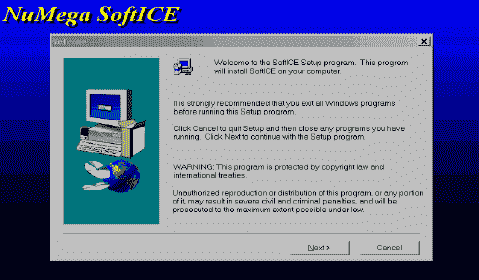 NuMega SoftICE
Welcome to the SoftICE Setup program. This program
will install SoftICE on your computer.
It is strongly recommended that you exit all Windows programs
before running this Setup program.
Click Cancel to quit Setup and then close any programs you have
running. Click Next to continue with the Setup program.
WARNING: This program is protected by copyright law and
international treaties.
Unauthorized reproduction or distribution of this program, or any portion
of it, may result in severe civil and criminal penalties, and will be
prosecuted to the maximum extent possible under law.
Next >
Cancel